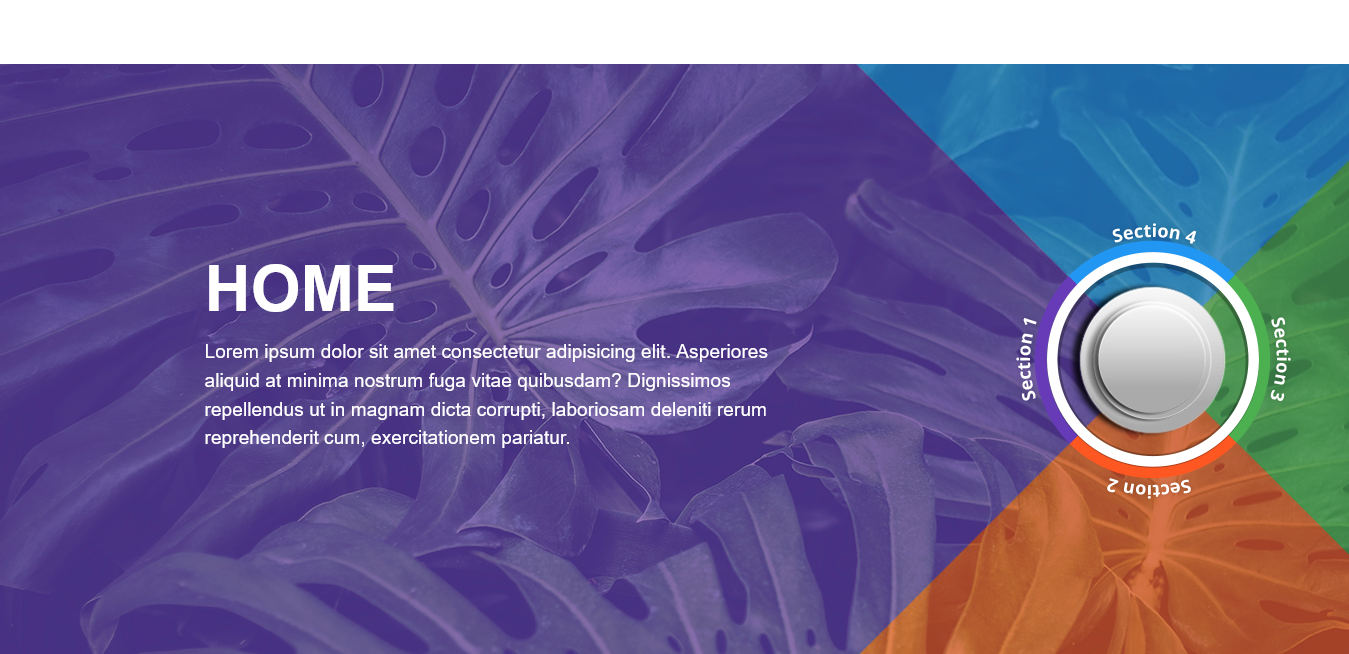 HOME
Lorem ipsum dolor sit amet consectetur adipisicing elit. Asperiores
aliquid at minima nostrum fuga vitae quibusdam? Dignissimos
repellendus ut in magnam dicta corrupti, laboriosam deleniti rerum
reprehenderit cum, exercitationem pariatur.
Section 4
Section 1
Section 3
Section 2